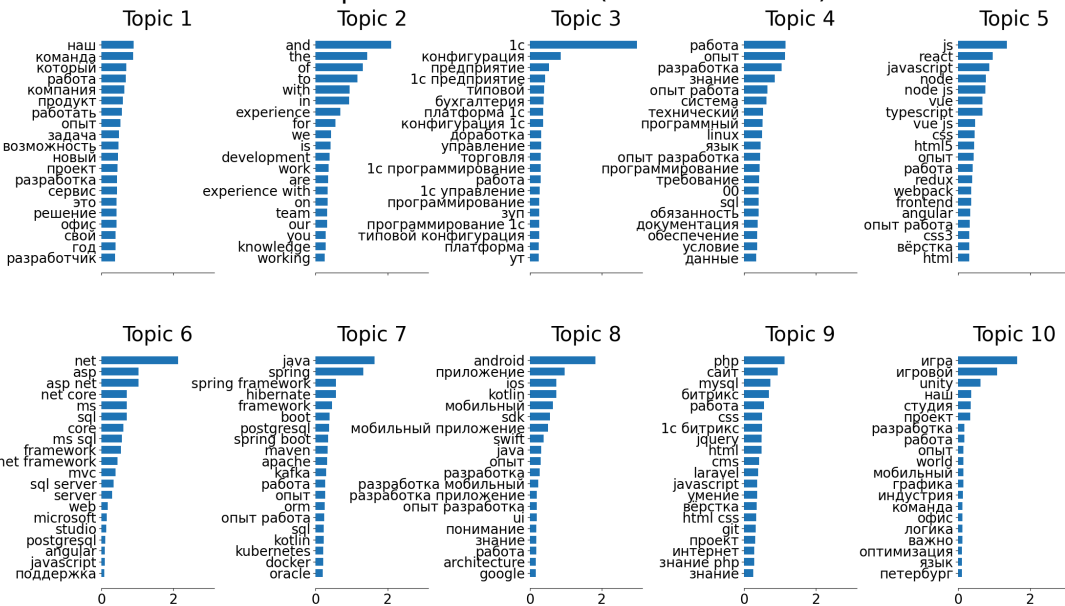 Topic 1
наш
команда
который
работа
компания
продукт
работать
опыт
задача
возможность
новый
проект
разработка
сервис
это
решение
офис
свой
год
разработчик
Topic 2
and
the
of
to
with
in
experience
for
we
is
development
work
are
experience with
on
team
our
you
knowledge
working
Topic 3
1c
конфигурация
предприятие
1с предприятие
типовой
бухгалтерия
платформа 1с
конфигурация 1с
доработка
управление
торговля
1с программирование
работа
1с управление
программирование
зуп
программирование 1с
типовой конфигурация
платформа
ут
Topic 4
работа
опыт
разработка
знание
опыт работа
система
технический
программный
linux
язык
опыт разработка
программирование
требование
00
sql
обязанность
документация
обеспечение
условие
данные
Topic 5
js
react
javascript
node
node js
vue
typescript
vue js
css
html5
опыт
работа
redux
webpack
frontend
angular
опыт работа
css3
вёрстка
html
Topic 6
net
asp
asp net
net core
ms
sql
core
ms sql
framework
net framework
mvc
sql server
server
web
microsoft
studio
postgresql
angular
javascript
поддержка
0 2
Topic 7
java
spring
spring framework
hibernate
framework
boot
postgresql
spring boot
maven
apache
kafka
работа
опыт
orm
опыт работа
sql
kotlin
kubernetes
docker
oracle
0 2
Topic 8
android
приложение
ios
kotlin
мобильный
sdk
мобильный приложение
swift
java
опыт
разработка
разработка мобильный
разработка приложение
опыт разработка
ui
понимание
знание
работа
architecture
google
0 2
Topic 9
php
сайт
mysql
битрикс
работа
css
1с битрикс
jquery
html
cms
laravel
javascript
умение
вёрстка
html css
git
проект
интернет
знание php
знание
0 2
Topic 10
игра
игровой
unity
наш
студия
проект
разработка
работа
опыт
world
мобильный
графика
индустрия
команда
офис
логика
важно
оптимизация
язык
петербург
0 2